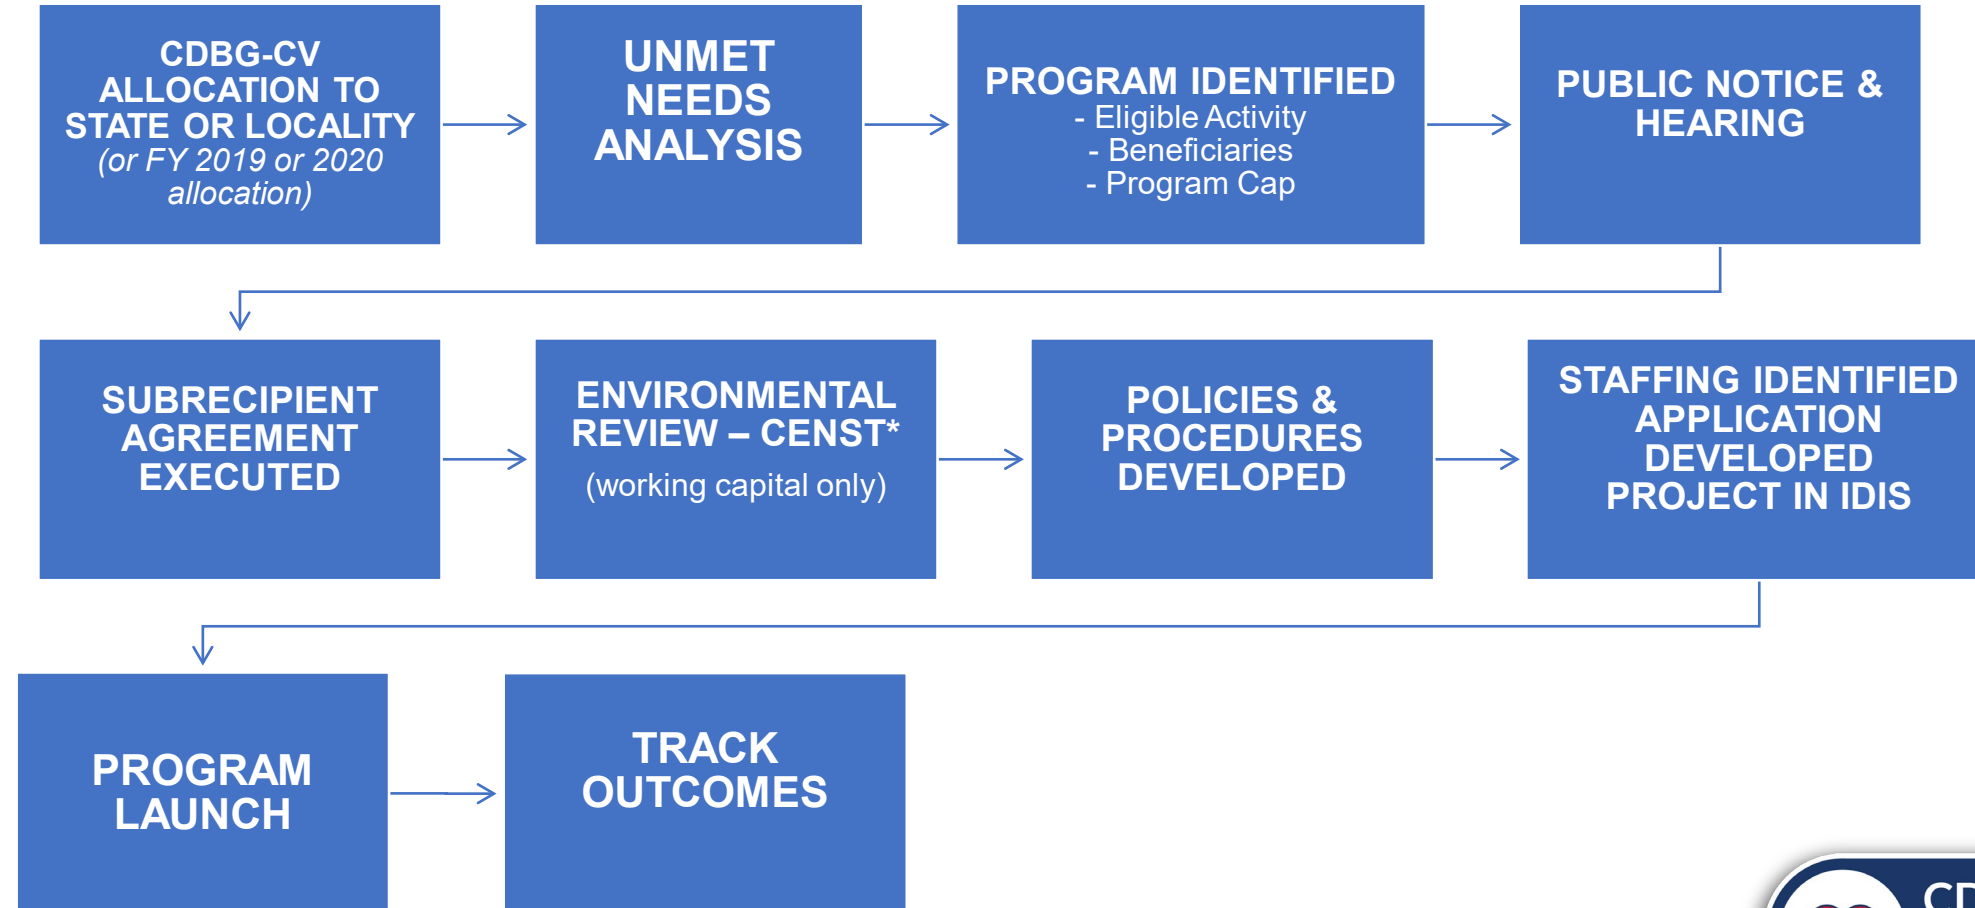 CDBG-CV
ALLOCATION TO
STATE OR LOCALITY
(or FY 2019 or 2020
allocation)
UNMET
NEEDS
ANALYSIS
PROGRAM IDENTIFIED
- Eligible Activity
- Beneficiaries
- Program Cap
PUBLIC NOTICE &
HEARING
SUBRECIPIENT
AGREEMENT
EXECUTED
ENVIRONMENTAL
REVIEW – CENST*
(working capital only)
POLICIES &
PROCEDURES
DEVELOPED
STAFFING IDENTIFIED
APPLICATION
DEVELOPED
PROJECT IN IDIS
PROGRAM
LAUNCH
TRACK
OUTCOMES